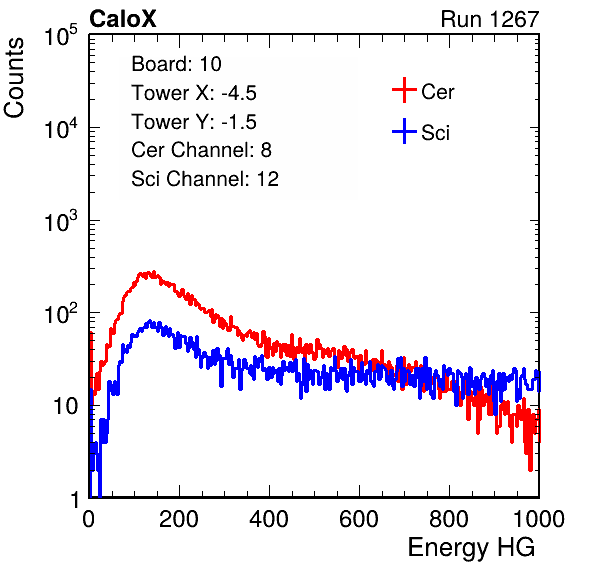 CaloX Run 1267
Counts
10^5
10^4
10^3
10^2
10
1
Board: 10
Tower X: -4.5
Tower Y: -1.5
Cer Channel: 8
Sci Channel: 12
Cer
Sci
0 200 400 600 800 1000
Energy HG